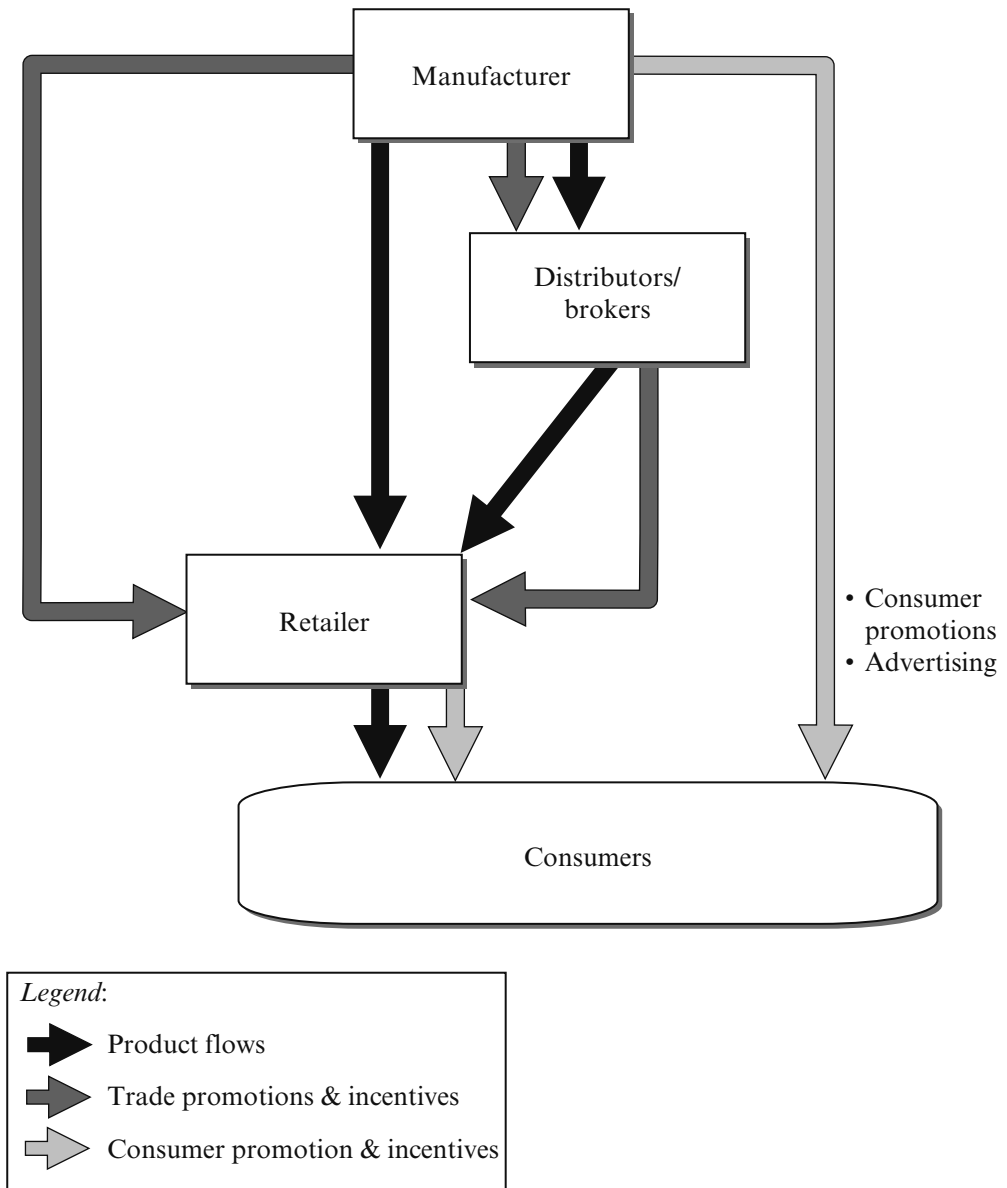 Manufacturer
Distributors/
brokers
Retailer
• Consumer
promotions
• Advertising
Consumers
Legend:
Product flows
Trade promotions & incentives
Consumer promotion & incentives